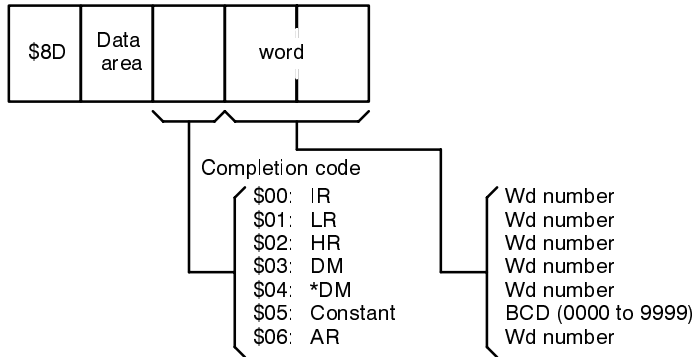 $8D Data area word
Completion code
$00: IR Wd number
$01: LR Wd number
$02: HR Wd number
$03: DM Wd number
$04: *DM Wd number
$05: Constant BCD (0000 to 9999)
$06: AR Wd number